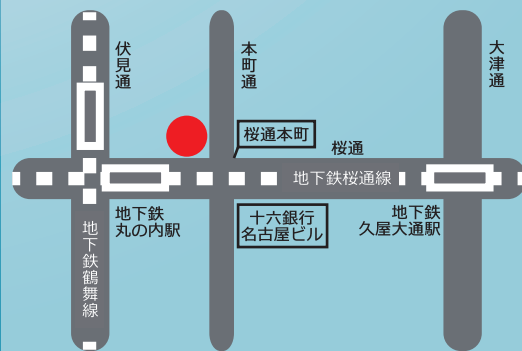 伏見通
本町通
大津通
桜通本町
桜通
地下鉄桜通線
地下鉄
丸の内駅
十六銀行
名古屋ビル
地下鉄
久屋大通駅
地下鉄鶴舞線